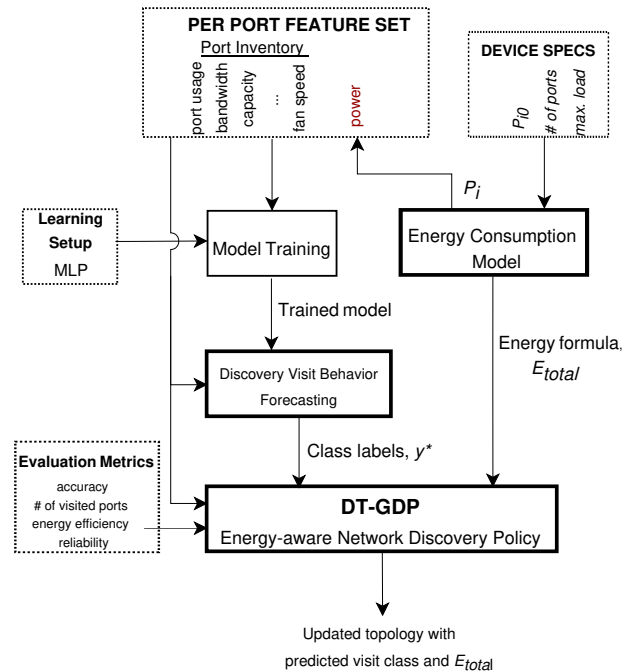 PER PORT FEATURE SET
Port Inventory
port usage
bandwidth
capacity
...
fan speed
power
DEVICE SPECS
Pi0
# of ports
max. load
Pi
Learning
Setup
MLP
Model Training
Energy Consumption
Model
Trained model
Energy formula,
Etotal
Discovery Visit Behavior
Forecasting
Class labels, y*
Evaluation Metrics
accuracy
# of visited ports
energy efficiency
reliability
DT-GDP
Energy-aware Network Discovery Policy
Updated topology with
predicted visit class and Etotal